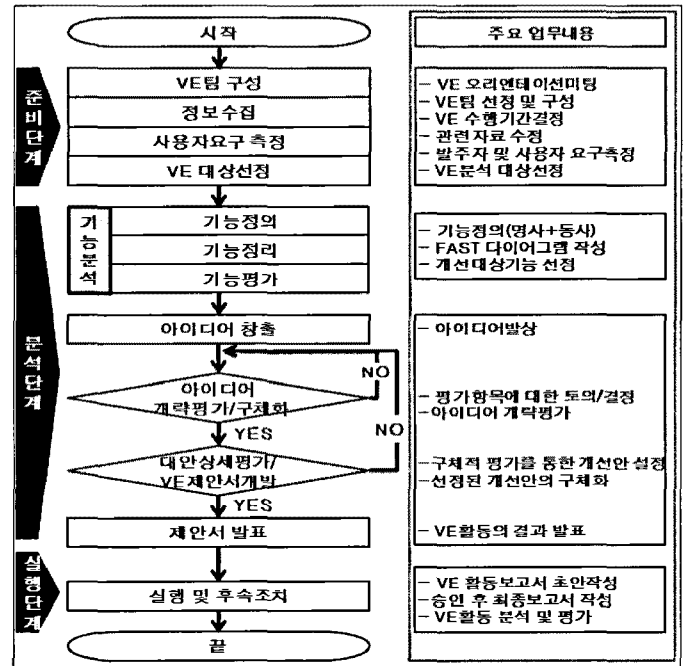 시작
주요 업무내용
준비단계
VE팀 구성
정보수집
사용자요구 측정
VE 대상선정
- VE 오리엔테이션미팅
- VE팀 선정 및 구성
- VE 수행기간결정
- 관련자료 수정
- 발주자 및 사용자 요구측정
- VE분석 대상선정
분석단계
기능분석
기능정의
기능정리
기능평가
- 기능정의(명사+동사)
- FAST 다이어그램 작성
- 개선대상기능 선정
아이디어 창출
- 아이디어발상
NO
아이디어
개략평가/구체화
- 평가항목에 대한 토의/결정
- 아이디어 개략평가
YES
NO
대안상세평가/
VE제안서개발
- 구체적 평가를 통한 개선안 설정
- 선정된 개선안의 구체화
YES
제안서 발표
- VE활동의 결과 발표
실행단계
실행 및 후속조치
- VE 활동보고서 초안작성
- 승인 후 최종보고서 작성
- VE활동 분석 및 평가
끝